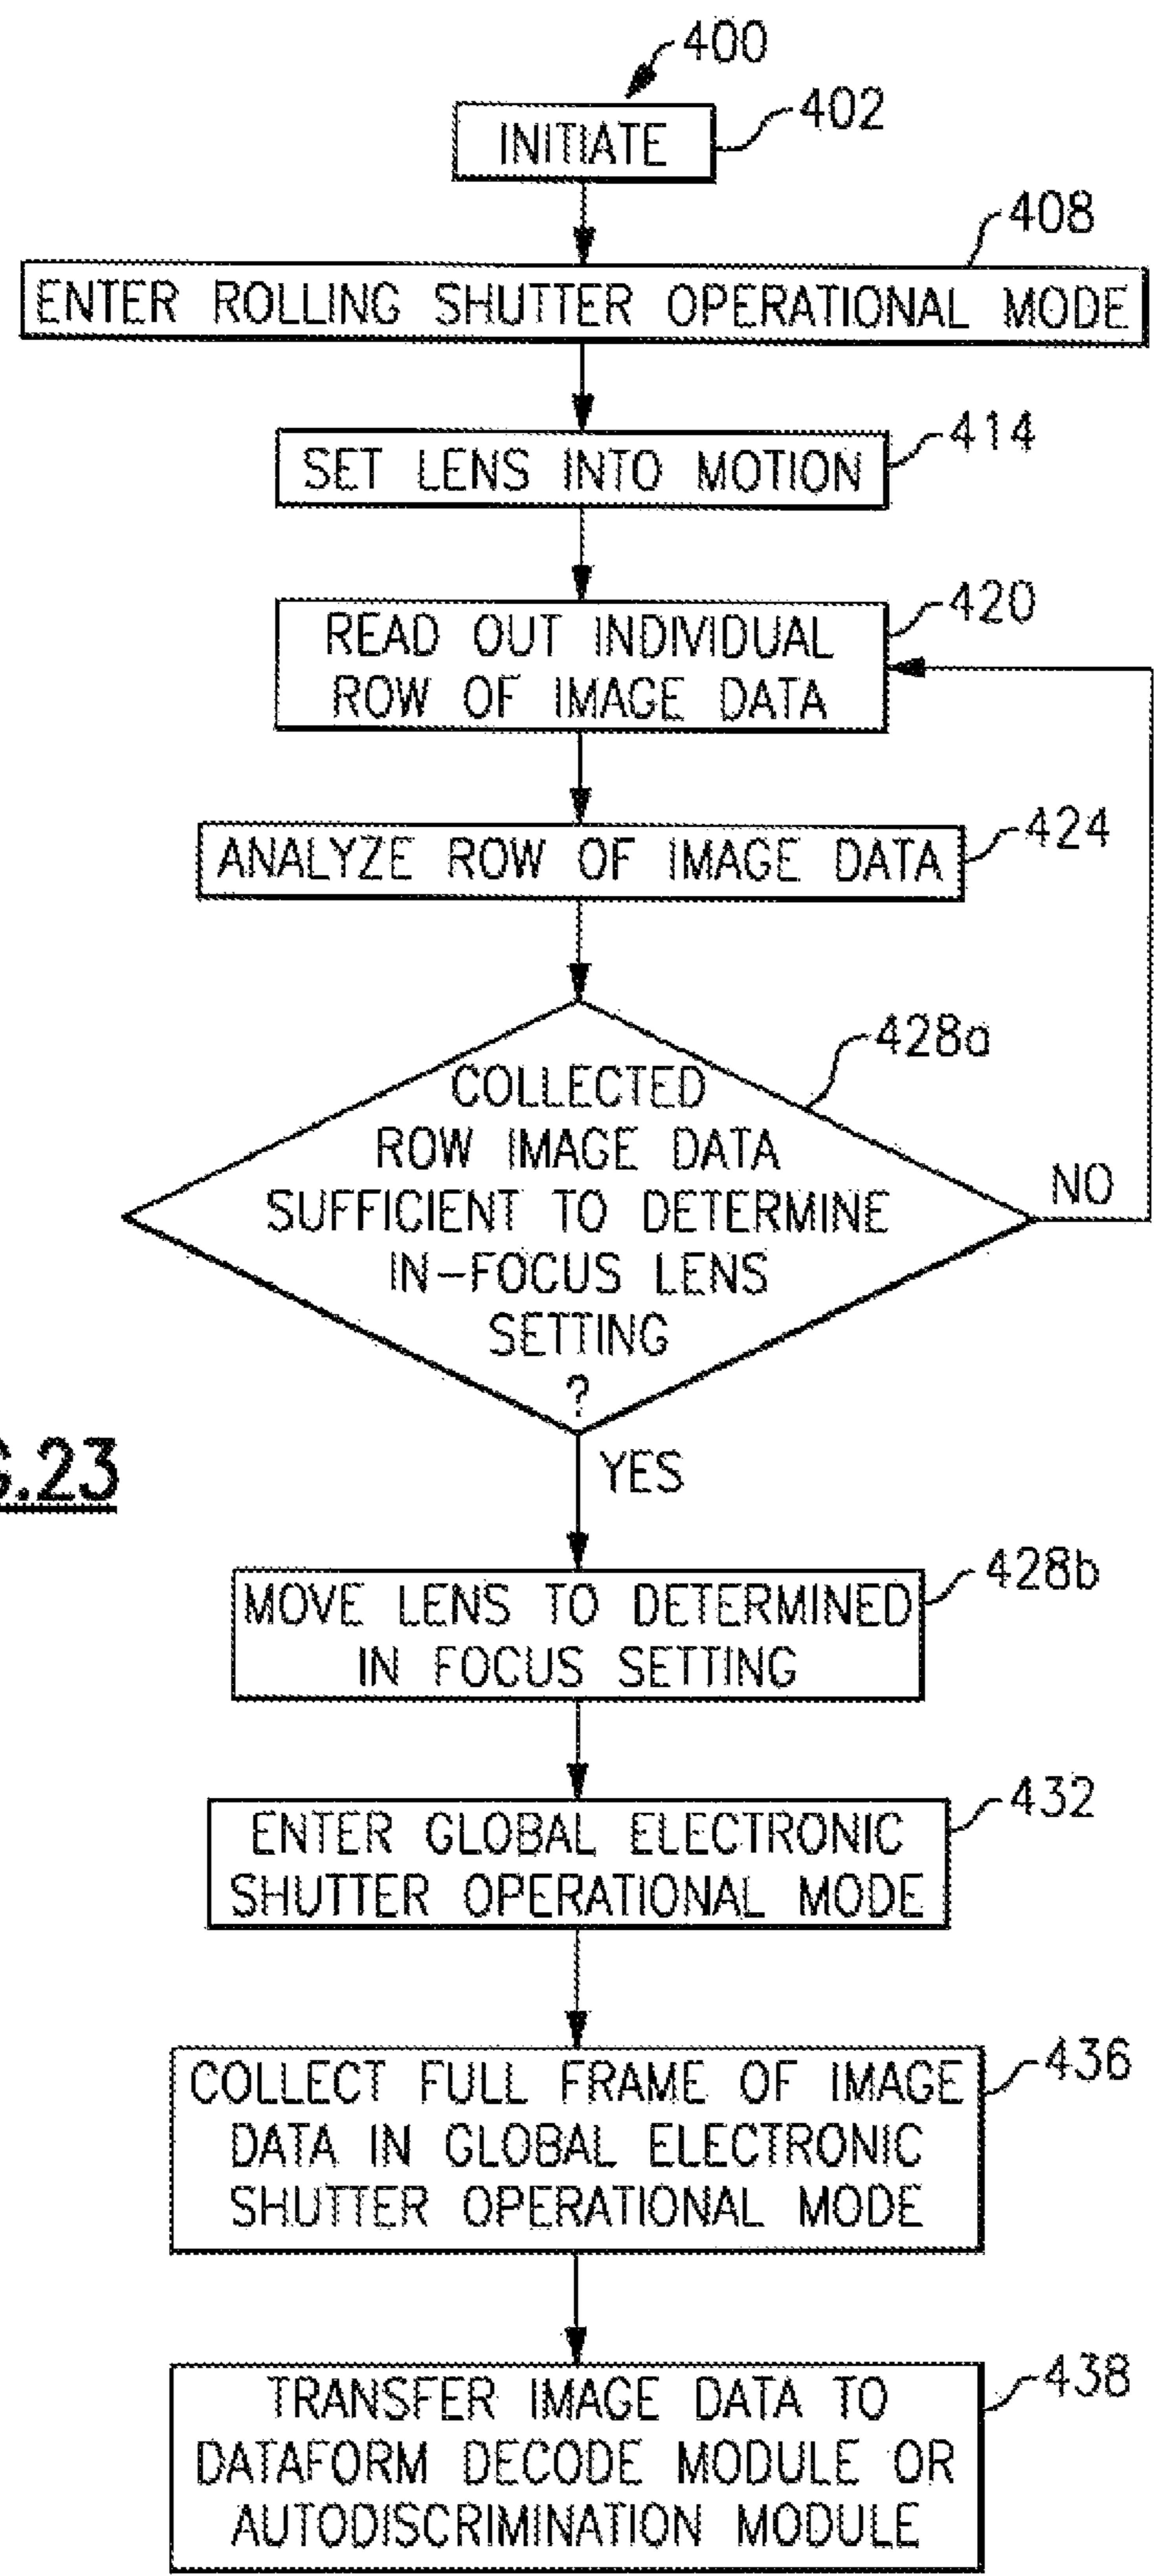 400
INITIATE
402
408
ENTER ROLLING SHUTTER OPERATIONAL MODE
414
SET LENS INTO MOTION
420
READ OUT INDIVIDUAL
ROW OF IMAGE DATA
424
ANALYZE ROW OF IMAGE DATA
428a
COLLECTED
ROW IMAGE DATA
SUFFICIENT TO DETERMINE
IN-FOCUS LENS
SETTING
?
NO
YES
G.23
428b
MOVE LENS TO DETERMINED
IN FOCUS SETTING
432
ENTER GLOBAL ELECTRONIC
SHUTTER OPERATIONAL MODE
436
COLLECT FULL FRAME OF IMAGE
DATA IN GLOBAL ELECTRONIC
SHUTTER OPERATIONAL MODE
438
TRANSFER IMAGE DATA TO
DATAFORM DECODE MODULE OR
AUTODISCRIMINATION MODULE